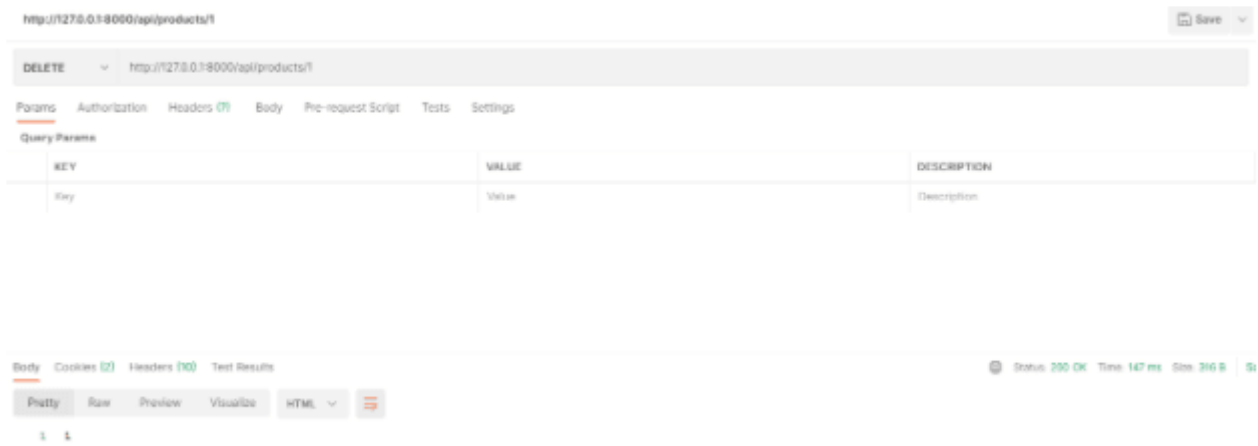 http://127.0.0.1:8000/api/products/1
Save
DELETE http://127.0.0.1:8000/api/products/1
Params Authorization Headers (7) Body Pre-request Script Tests Settings
Query Params
KEY VALUE DESCRIPTION
Key Value Description
Body Cookies (2) Headers (10) Test Results Status: 200 OK Time: 147 ms Size: 316 B
Pretty Raw Preview Visualize HTML
1 1